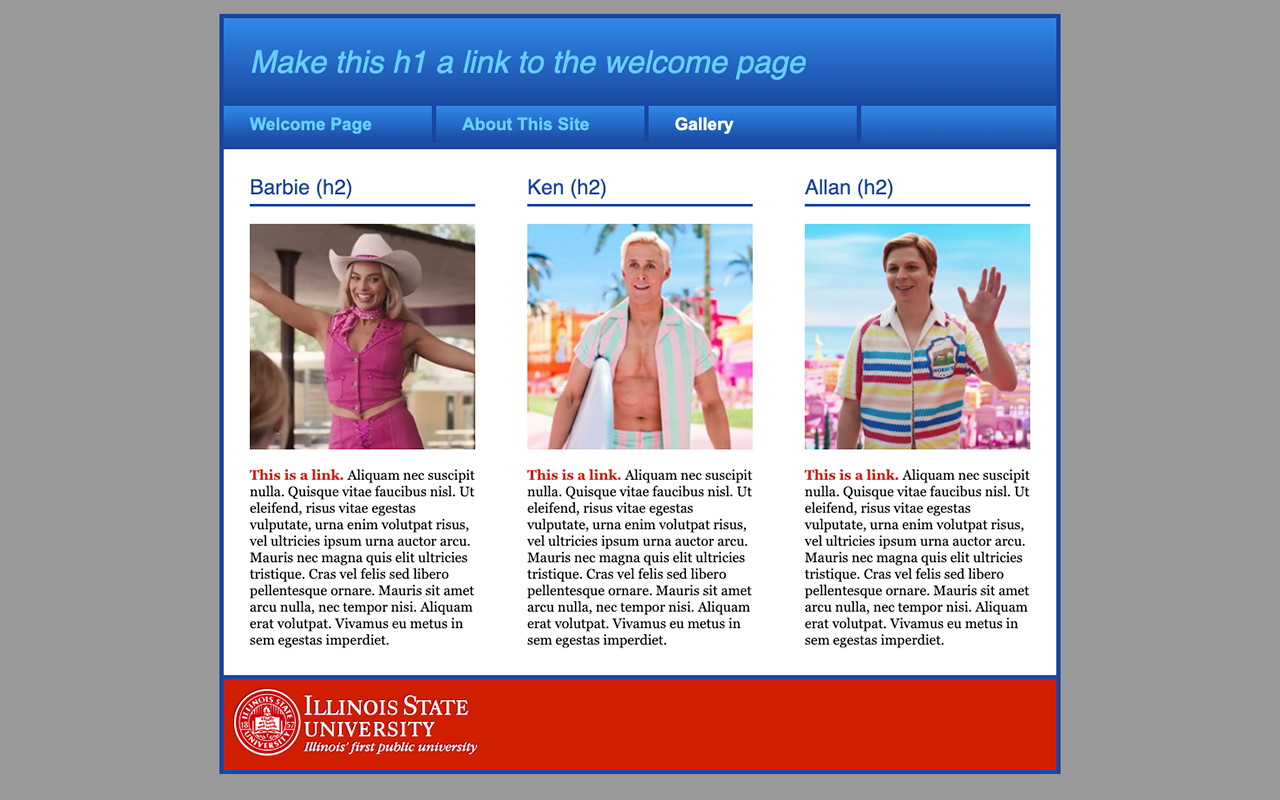 Make this h1 a link to the welcome page
Welcome Page
About This Site
Gallery
Barbie (h2)
This is a link. Aliquam nec suscipit
nulla. Quisque vitae faucibus nisl. Ut
eleifend, risus vitae egestas
vulputate, urna enim volutpat risus,
vel ultricies ipsum urna auctor arcu.
Mauris nec magna quis elit ultricies
tristique. Cras vel felis sed libero
pellentesque ornare. Mauris sit amet
arcu nulla, nec tempor nisi. Aliquam
erat volutpat. Vivamus eu metus in
sem egestas imperdiet.
Ken (h2)
This is a link. Aliquam nec suscipit
nulla. Quisque vitae faucibus nisl. Ut
eleifend, risus vitae egestas
vulputate, urna enim volutpat risus,
vel ultricies ipsum urna auctor arcu.
Mauris nec magna quis elit ultricies
tristique. Cras vel felis sed libero
pellentesque ornare. Mauris sit amet
arcu nulla, nec tempor nisi. Aliquam
erat volutpat. Vivamus eu metus in
sem egestas imperdiet.
Allan (h2)
This is a link. Aliquam nec suscipit
nulla. Quisque vitae faucibus nisl. Ut
eleifend, risus vitae egestas
vulputate, urna enim volutpat risus,
vel ultricies ipsum urna auctor arcu.
Mauris nec magna quis elit ultricies
tristique. Cras vel felis sed libero
pellentesque ornare. Mauris sit amet
arcu nulla, nec tempor nisi. Aliquam
erat volutpat. Vivamus eu metus in
sem egestas imperdiet.
ILLINOIS STATE
UNIVERSITY
18 57
ILLINOIS STATE
UNIVERSITY
Illinois' first public university